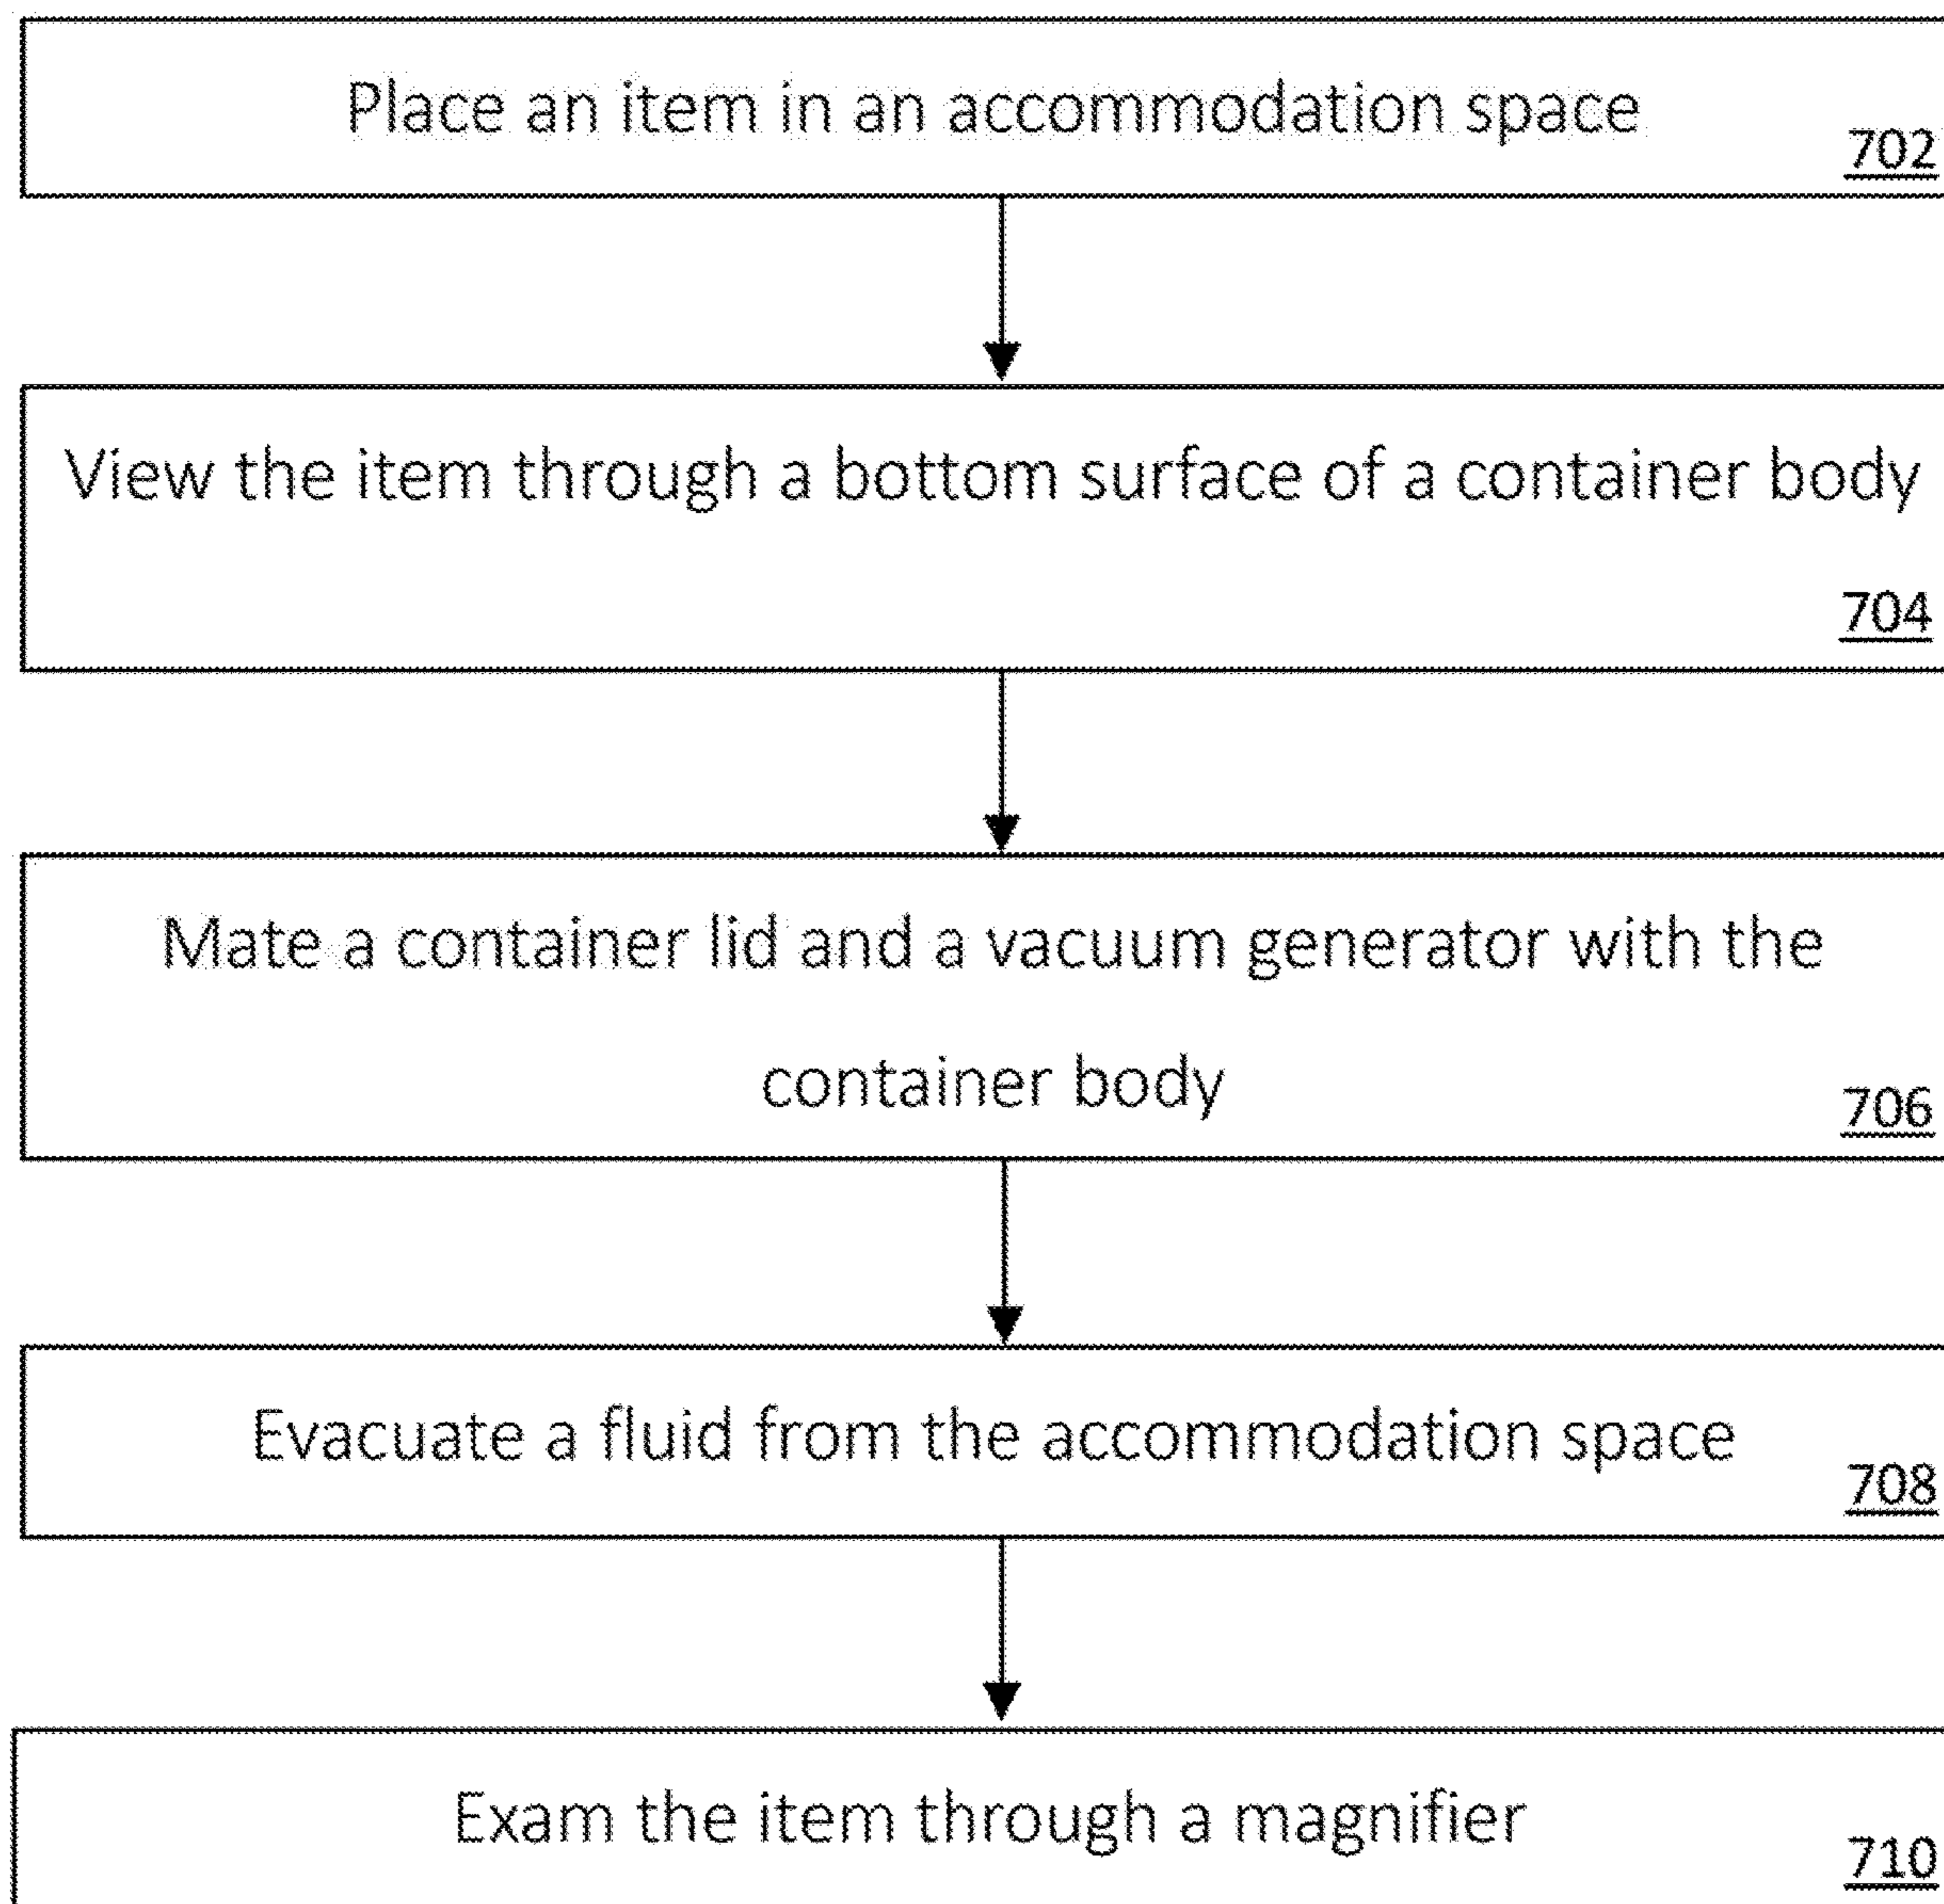 Place an item in an accommodation space
702
View the item through a bottom surface of a container body
704
Mate a container lid and a vacuum generator with the
container body
706
Evacuate a fluid from the accommodation space
708
Exam the item through a magnifier
710